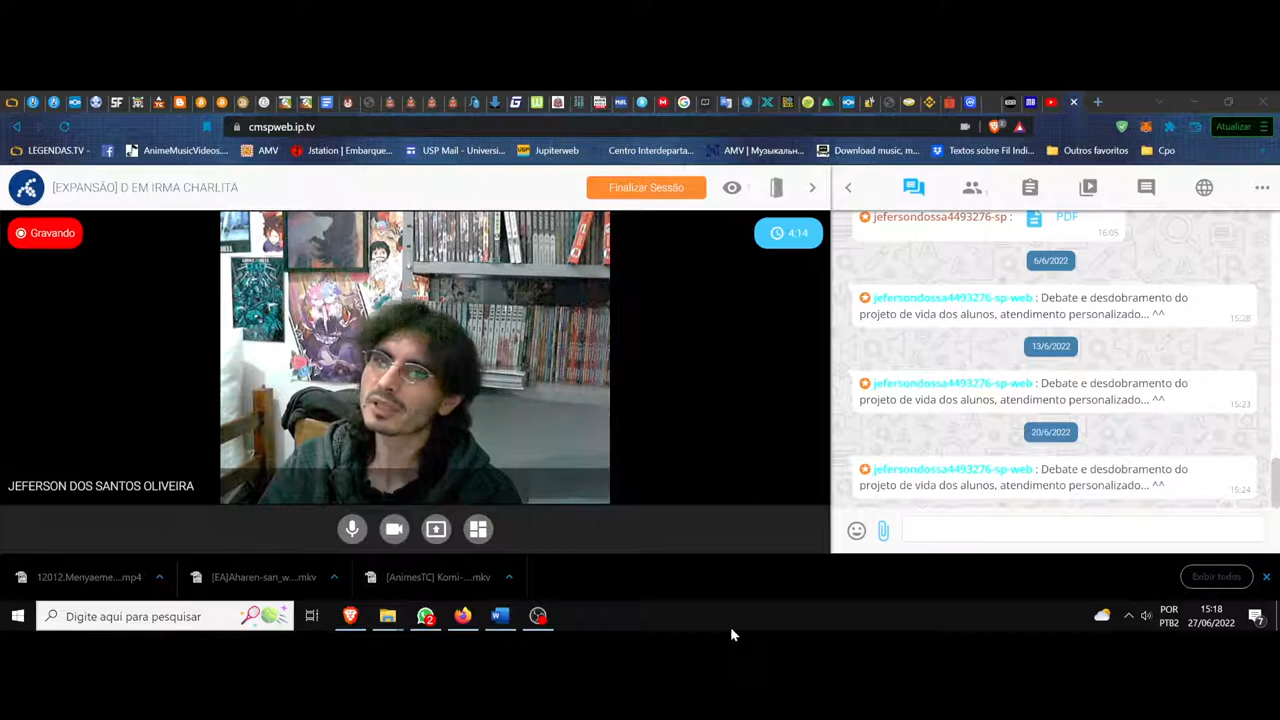 cmspweb.ip.tv
Atualizar
LEGENDAS.TV
AnimeMusicVideos...
AMV
Jstation | Embarque...
USP Mail - Universi...
Jupiterweb
Centro Interdeparta...
AMV | Музыкальн...
Download music, m...
Textos sobre Fil Indi...
Outros favoritos
Cpo
[EXPANSÃO] D EM IRMA CHARLITA
Finalizar Sessão
1
1
Gravando
4:14
JEFERSON DOS SANTOS OLIVEIRA
jefersondossa4493276-sp :
PDF
16:05
6/6/2022
jefersondossa4493276-sp-web : Debate e desdobramento do
projeto de vida dos alunos, atendimento personalizado... ^^
15:28
13/6/2022
jefersondossa4493276-sp-web : Debate e desdobramento do
projeto de vida dos alunos, atendimento personalizado... ^^
15:23
20/6/2022
jefersondossa4493276-sp-web : Debate e desdobramento do
projeto de vida dos alunos, atendimento personalizado... ^^
15:24
12012.Menyaeme....mp4
[EA]Aharen-san_w....mkv
[AnimesTC] Komi-....mkv
Exibir todos
Digite aqui para pesquisar
2
POR
PTB2
15:18
27/06/2022
7